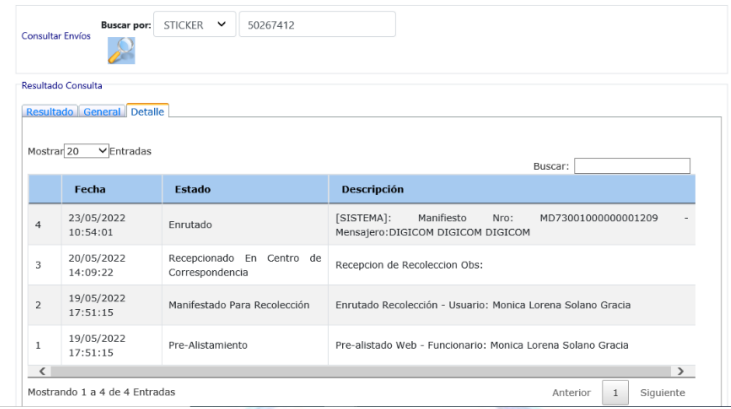 Buscar por: STICKER 50267412
Consultar Envíos
Resultado Consulta
Resultado General Detalle
Mostrar 20 Entradas
Buscar:
Fecha Estado Descripción
4 23/05/2022 10:54:01 Enrutado [SISTEMA]: Manifiesto Nro: MD73001000000001209 - Mensajero:DIGICOM DIGICOM DIGICOM
3 20/05/2022 14:09:22 Recepcionado En Centro de Correspondencia Recepcion de Recoleccion Obs:
2 19/05/2022 17:51:15 Manifestado Para Recolección Enrutado Recolección - Usuario: Monica Lorena Solano Gracia
1 19/05/2022 17:51:15 Pre-Alistamiento Pre-alistado Web - Funcionario: Monica Lorena Solano Gracia
Mostrando 1 a 4 de 4 Entradas
Anterior 1 Siguiente